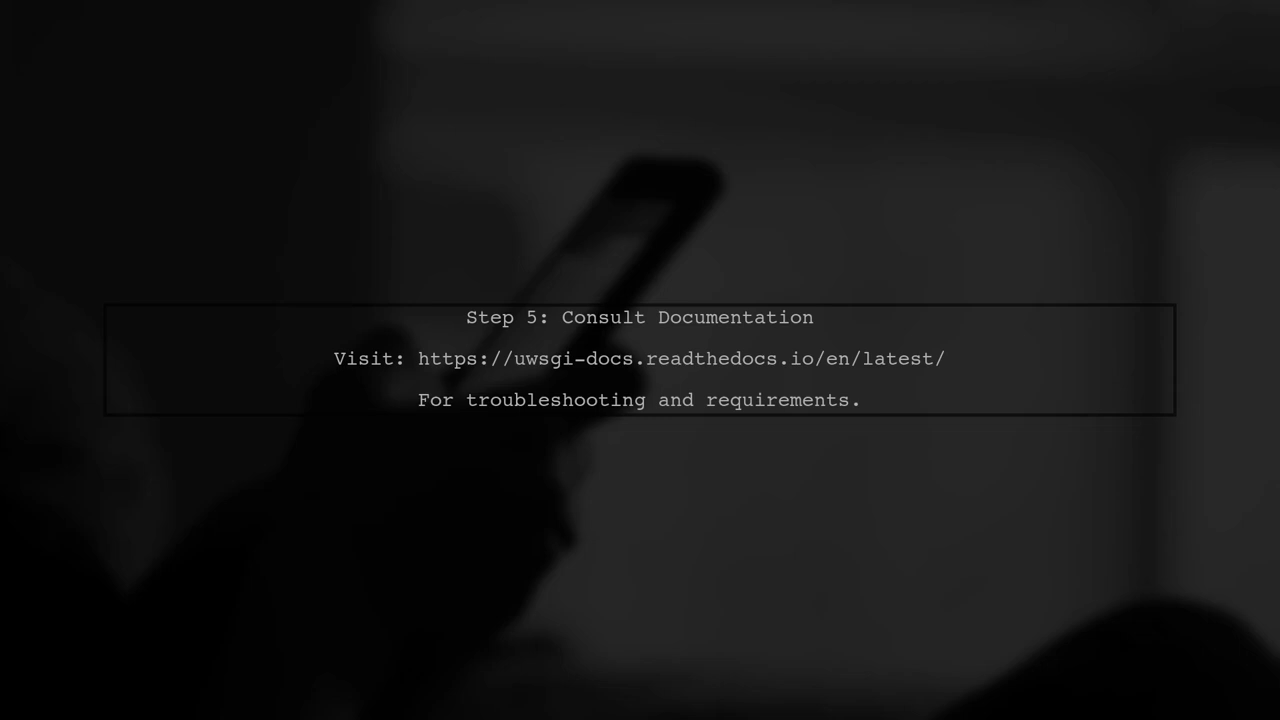 Step 5: Consult Documentation
Visit: https://uwsgi-docs.readthedocs.io/en/latest/
For troubleshooting and requirements.